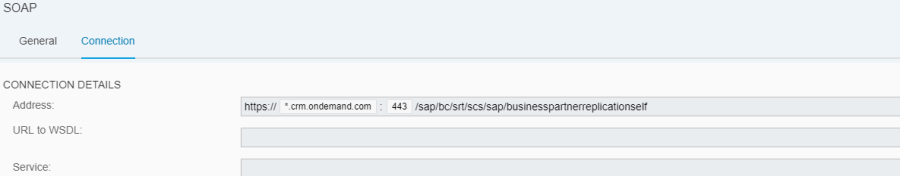 SOAP
General Connection
CONNECTION DETAILS
Address: https:// *.crm.ondemand.com : 443 /sap/bc/srt/scs/sap/businesspartnerreplicationself
URL to WSDL:
Service: